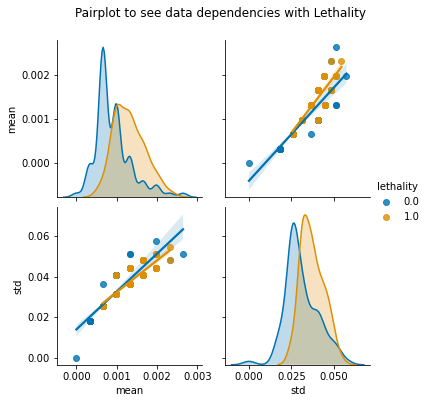 Pairplot to see data dependencies with Lethality
mean
0.002
0.001
0.000
lethality
0.0
1.0
std
0.06
0.04
0.02
0.00
0.000 0.001 0.002 0.003
0.000 0.025 0.050
mean
std